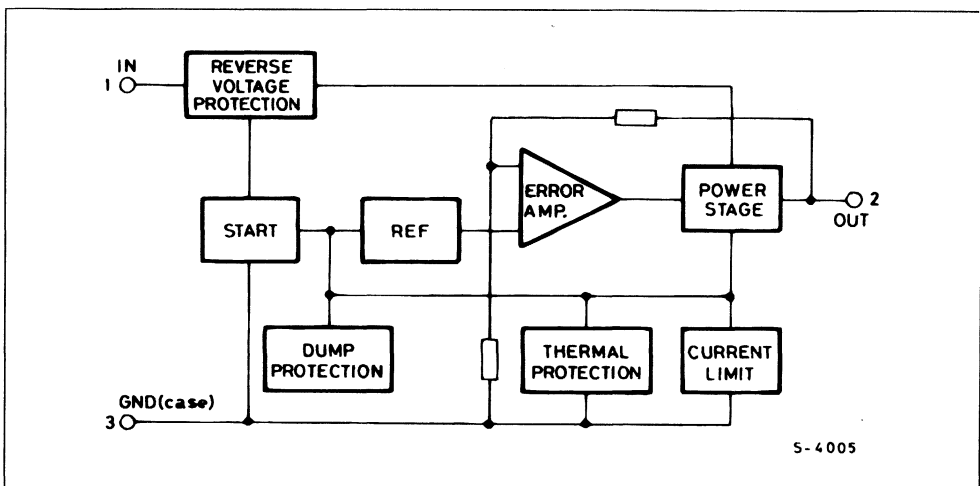 IN
1
REVERSE
VOLTAGE
PROTECTION
ERROR
AMP.
POWER
STAGE
2
OUT
START
REF
DUMP
PROTECTION
THERMAL
PROTECTION
CURRENT
LIMIT
GND(case)
3
S-4005